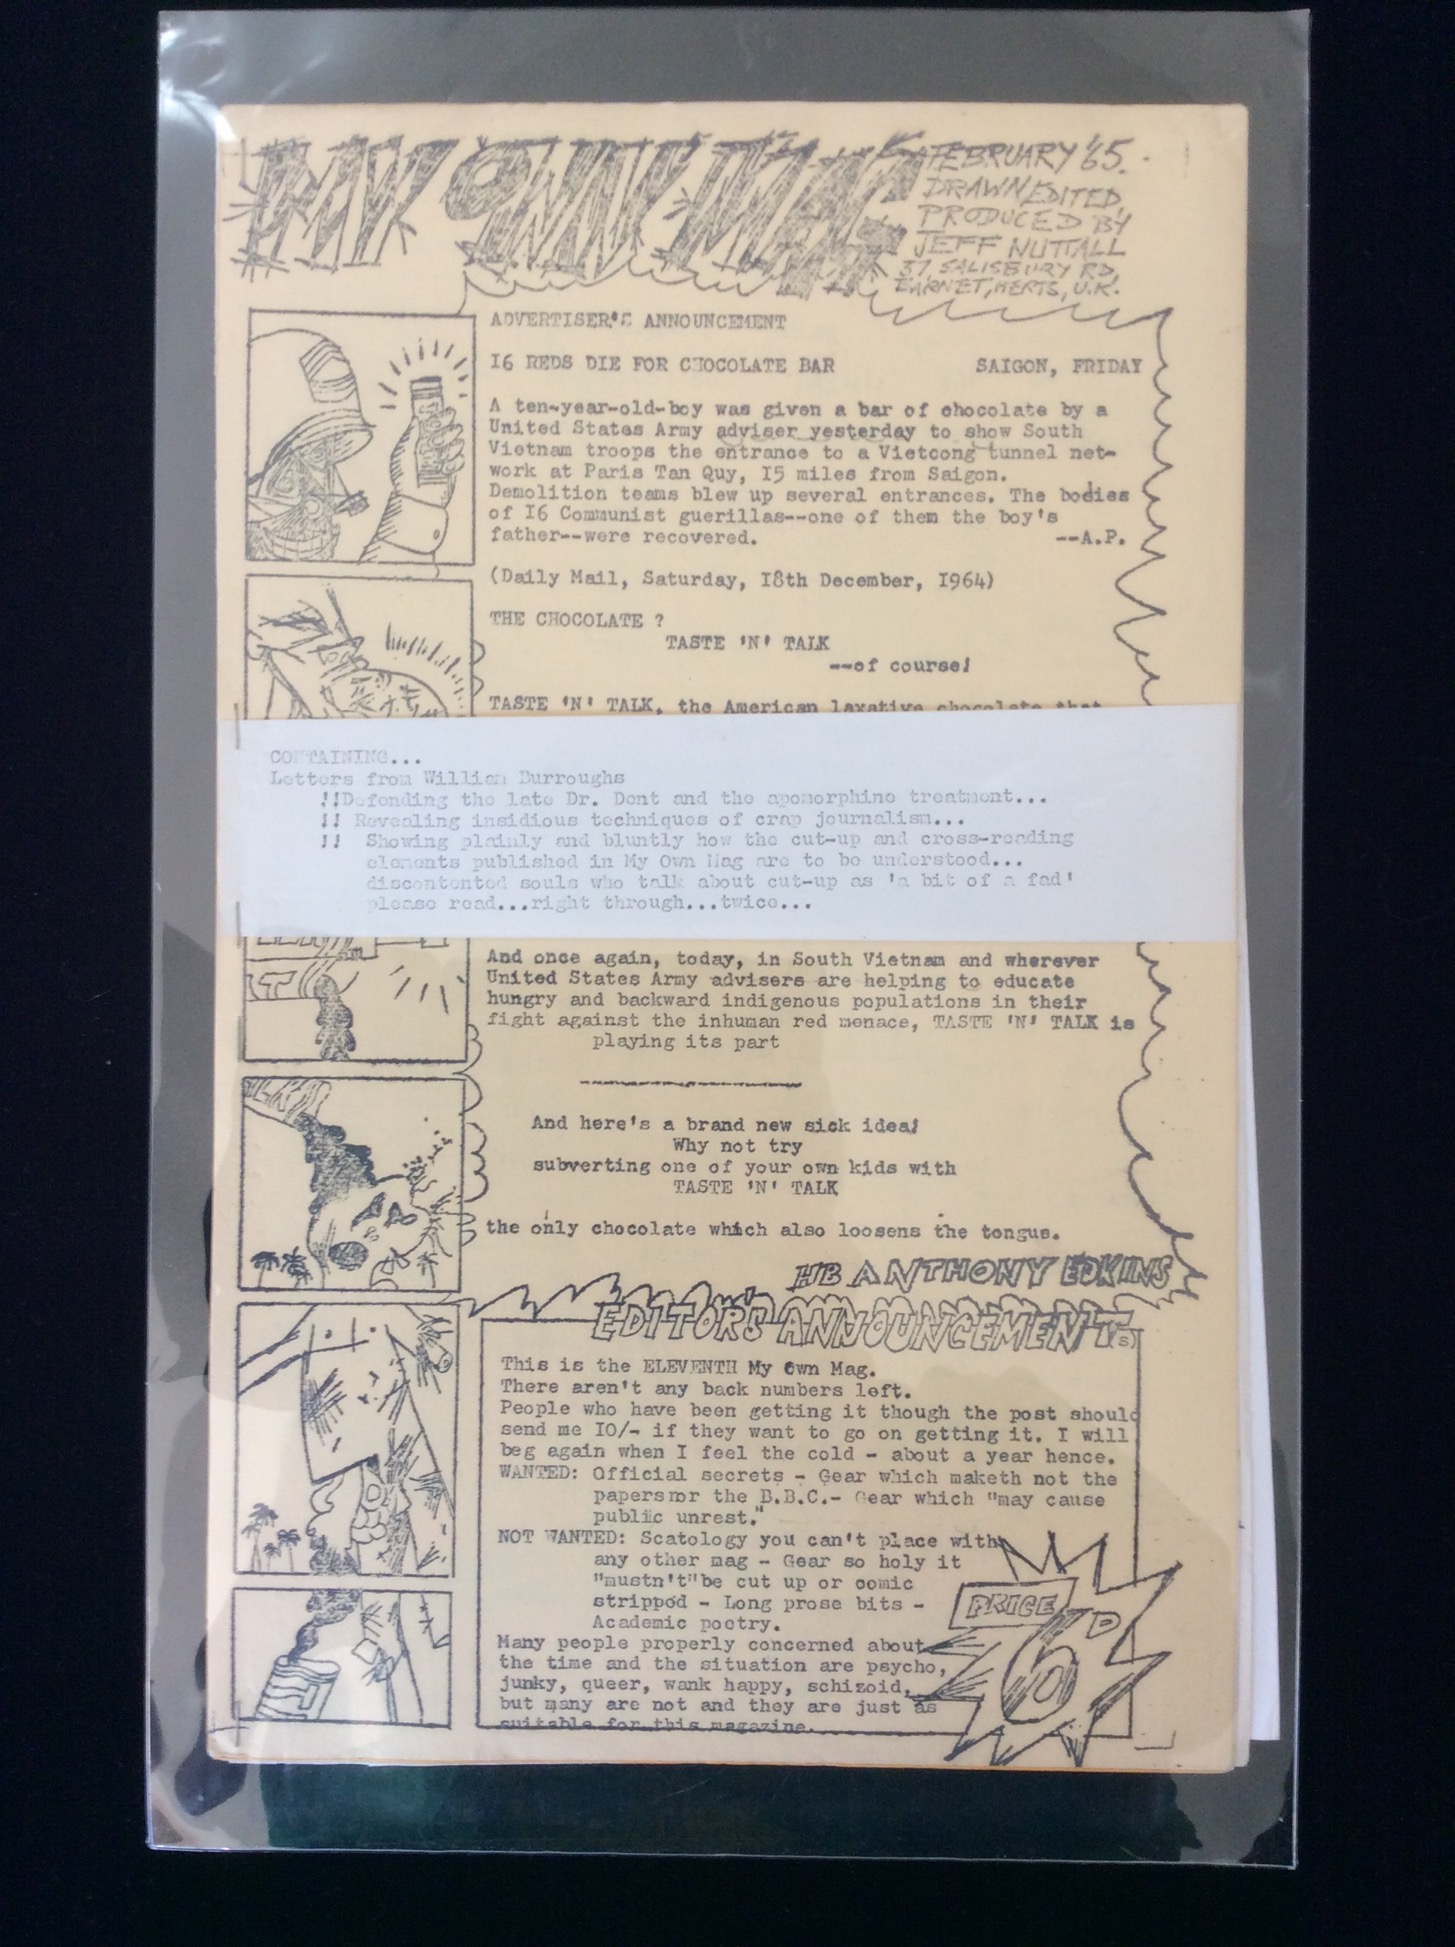 MY OWN MAG
FEBRUARY '65.
DRAWN, EDITED,
PRODUCED BY
JEFF NUTTALL
37, SALISBURY RD,
BARNET, HERTS, U.K.
ADVERTISER'S ANNOUNCEMENT
I6 REDS DIE FOR CHOCOLATE BAR SAIGON, FRIDAY
A ten-year-old-boy was given a bar of chocolate by a
United States Army adviser yesterday to show South
Vietnam troops the entrance to a Vietcong tunnel net-
work at Paris Tan Quy, I5 miles from Saigon.
Demolition teams blew up several entrances. The bodies
of I6 Communist guerillas--one of them the boy's
father--were recovered. --A.P.
(Daily Mail, Saturday, I8th December, I964)
THE CHOCOLATE ?
TASTE 'N' TALK
--of course!
TASTE 'N' TALK, the American laxative chocolate that
CONTAINING...
Letters from William Burroughs
!!Defending the late Dr. Dent and the apomorphine treatment...
!! Revealing insidious techniques of crap journalism...
!! Showing plainly and bluntly how the cut-up and cross-reading
elements published in My Own Mag are to be understood...
discontented souls who talk about cut-up as 'a bit of a fad'
please read...right through...twice...
And once again, today, in South Vietnam and wherever
United States Army advisers are helping to educate
hungry and backward indigenous populations in their
fight against the inhuman red menace, TASTE 'N' TALK is
playing its part
And here's a brand new sick idea!
Why not try
subverting one of your own kids with
TASTE 'N' TALK
the only chocolate which also loosens the tongue.
HB ANTHONY EDKINS
EDITOR'S ANNOUNCEMENT(S)
This is the ELEVENTH My Own Mag.
There aren't any back numbers left.
People who have been getting it though the post should
send me IO/- if they want to go on getting it. I will
beg again when I feel the cold - about a year hence.
WANTED: Official secrets - Gear which maketh not the
papers nor the B.B.C.- Gear which "may cause
public unrest."
NOT WANTED: Scatology you can't place with
any other mag - Gear so holy it
"mustn't"be cut up or comic
stripped - Long prose bits -
Academic poetry.
Many people properly concerned about
the time and the situation are psycho,
junky, queer, wank happy, schizoid,
but many are not and they are just as
suitable for this magazine.
PRICE
6D